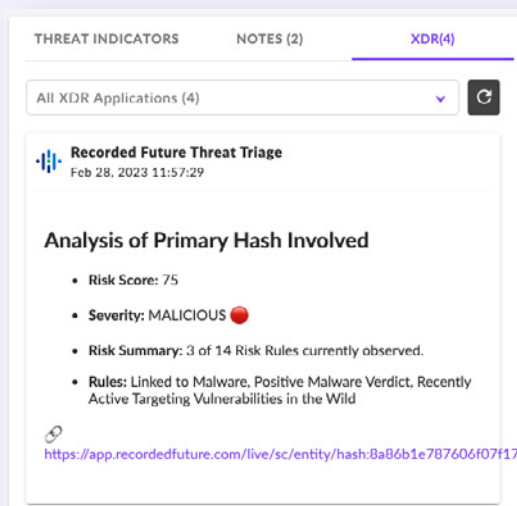 THREAT INDICATORS NOTES (2) XDR(4)
All XDR Applications (4)
Recorded Future Threat Triage
Feb 28, 2023 11:57:29
Analysis of Primary Hash Involved
• Risk Score: 75
• Severity: MALICIOUS
• Risk Summary: 3 of 14 Risk Rules currently observed.
• Rules: Linked to Malware, Positive Malware Verdict, Recently
Active Targeting Vulnerabilities in the Wild
https://app.recordedfuture.com/live/sc/entity/hash:8a86b1e787606f07f17